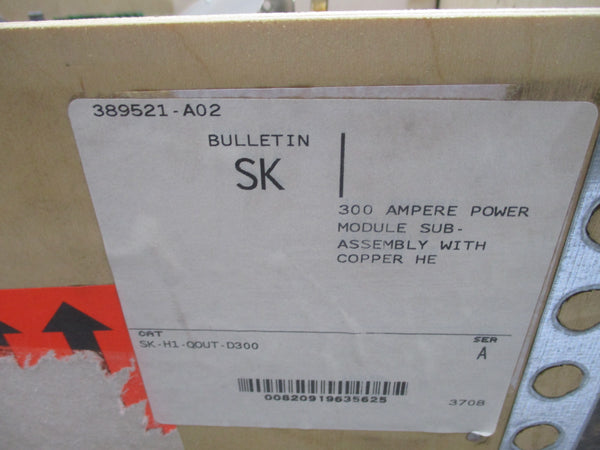 389521-A02
BULLETIN
SK
300 AMPERE POWER
MODULE SUB-
ASSEMBLY WITH
COPPER HE
CAT
SER
SK-H1-QOUT-D300
A
00820919635625
3708